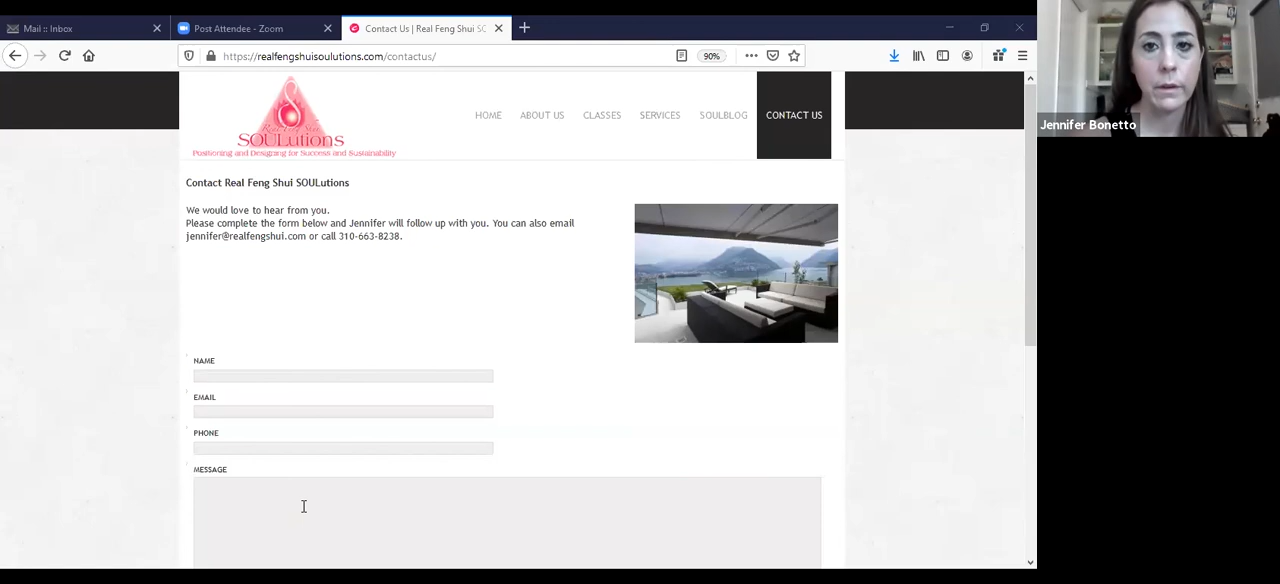 Mail :: Inbox
Post Attendee - Zoom
Contact Us | Real Feng Shui SC
https://realfengshuisoulutions.com/contactus/
90%
Real Feng Shui
SOULutions
Positioning and Designing for Success and Sustainability
HOME
ABOUT US
CLASSES
SERVICES
SOULBLOG
CONTACT US
Jennifer Bonetto
Contact Real Feng Shui SOULutions
We would love to hear from you.
Please complete the form below and Jennifer will follow up with you. You can also email
jennifer@realfengshui.com or call 310-663-8238.
NAME
EMAIL
PHONE
MESSAGE